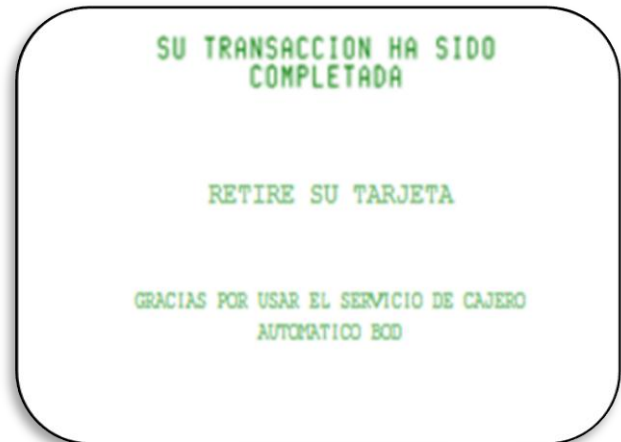 SU TRANSACCION HA SIDO
COMPLETADA
RETIRE SU TARJETA
GRACIAS POR USAR EL SERVICIO DE CAJERO
AUTOMATICO BOD